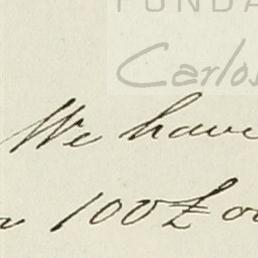 FUNDA
Carlos
We have
100£ o